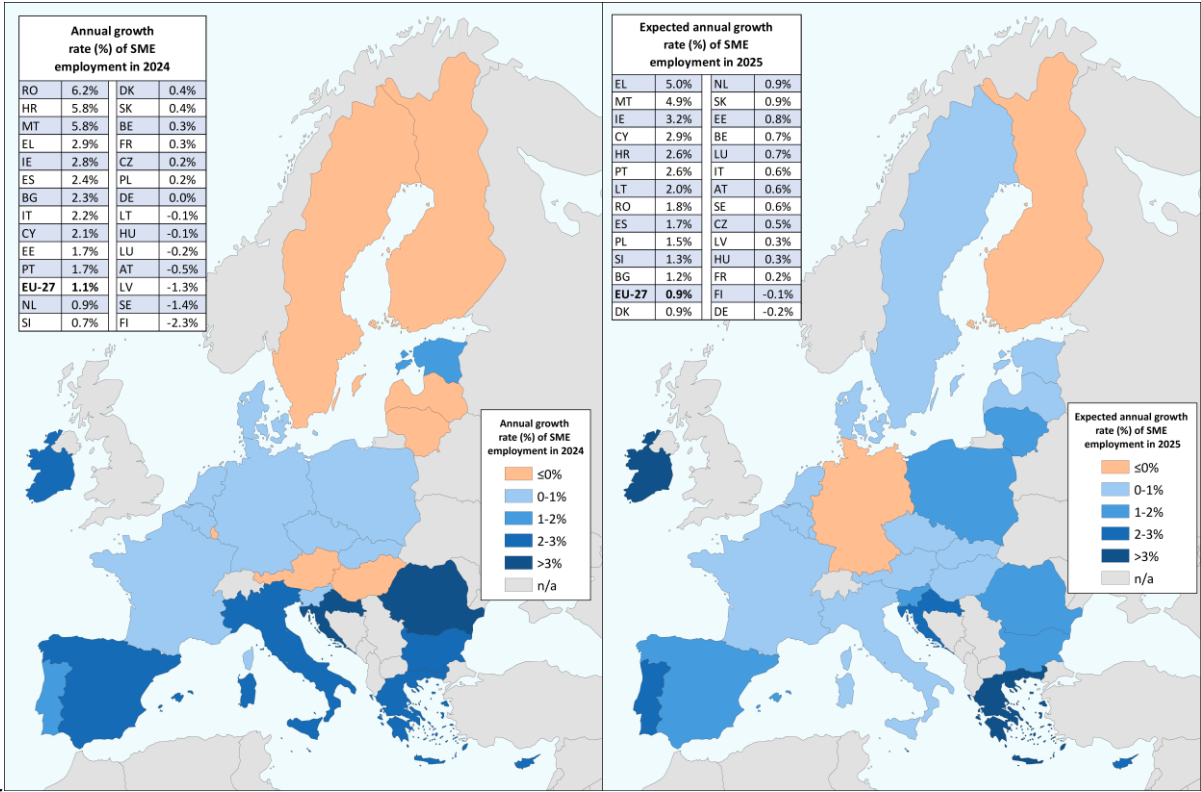 Annual growth
rate (%) of SME
employment in 2024
RO 6.2% DK 0.4%
HR 5.8% SK 0.4%
MT 5.8% BE 0.3%
EL 2.9% FR 0.3%
IE 2.8% CZ 0.2%
ES 2.4% PL 0.2%
BG 2.3% DE 0.0%
IT 2.2% LT -0.1%
CY 2.1% HU -0.1%
EE 1.7% LU -0.2%
PT 1.7% AT -0.5%
EU-27 1.1% LV -1.3%
NL 0.9% SE -1.4%
SI 0.7% FI -2.3%
Annual growth
rate (%) of SME
employment in 2024
≤0%
0-1%
1-2%
2-3%
>3%
n/a
Expected annual growth
rate (%) of SME
employment in 2025
EL 5.0% NL 0.9%
MT 4.9% SK 0.9%
IE 3.2% EE 0.8%
CY 2.9% BE 0.7%
HR 2.6% LU 0.7%
PT 2.6% IT 0.6%
LT 2.0% AT 0.6%
RO 1.8% SE 0.6%
ES 1.7% CZ 0.5%
PL 1.5% LV 0.3%
SI 1.3% HU 0.3%
BG 1.2% FR 0.2%
EU-27 0.9% FI -0.1%
DK 0.9% DE -0.2%
Expected annual growth
rate (%) of SME
employment in 2025
≤0%
0-1%
1-2%
2-3%
>3%
n/a